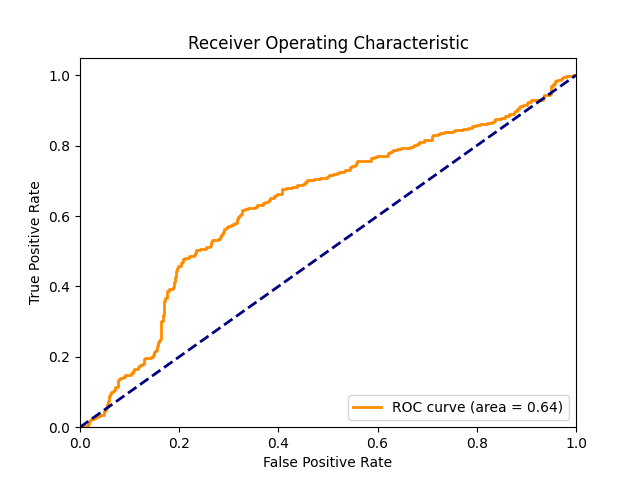 Receiver Operating Characteristic
1.0
0.8
0.6
0.4
0.2
0.0
True Positive Rate
ROC curve (area = 0.64)
0.0 0.2 0.4 0.6 0.8 1.0
False Positive Rate